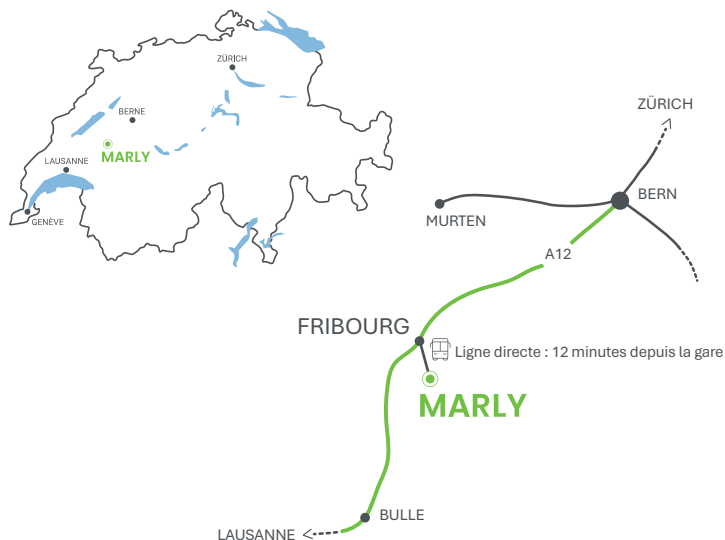 ZÜRICH
BERNE
MARLY
LAUSANNE
GENÈVE
ZÜRICH
BERN
MURTEN
A12
FRIBOURG
Ligne directe : 12 minutes depuis la gare
MARLY
BULLE
LAUSANNE